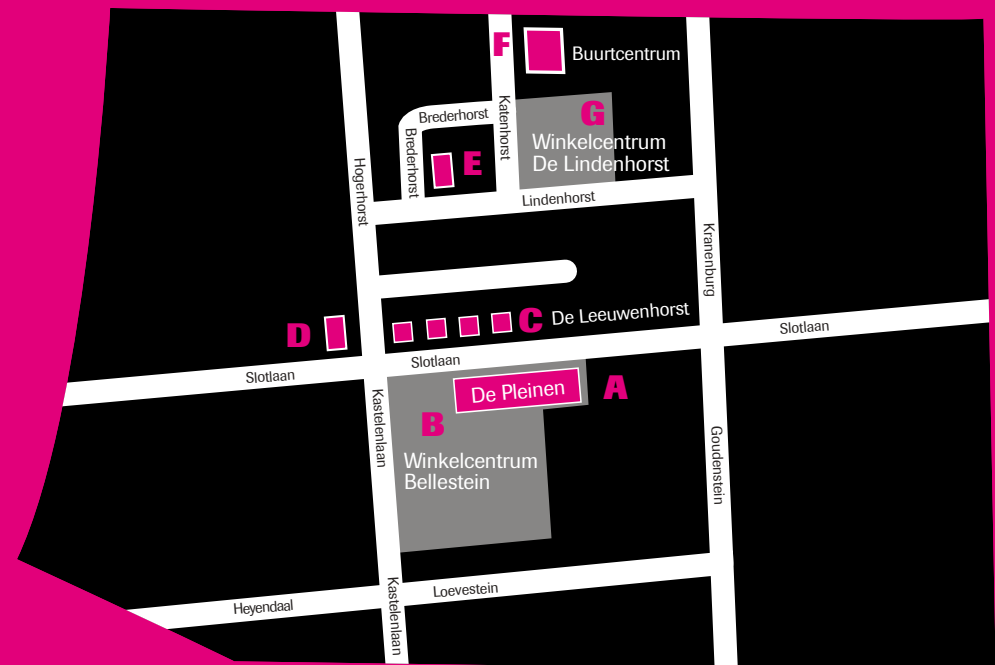 F
Buurtcentrum
Katenhorst
Brederhorst
Brederhorst
G
Winkelcentrum
De Lindenhorst
E
Hogerhorst
Lindenhorst
Kranenburg
D
C
De Leeuwenhorst
Slotlaan
Slotlaan
Slotlaan
De Pleinen
A
Kastelenlaan
B
Winkelcentrum
Bellestein
Goudenstein
Heyendaal
Loevestein
Kastelenlaan